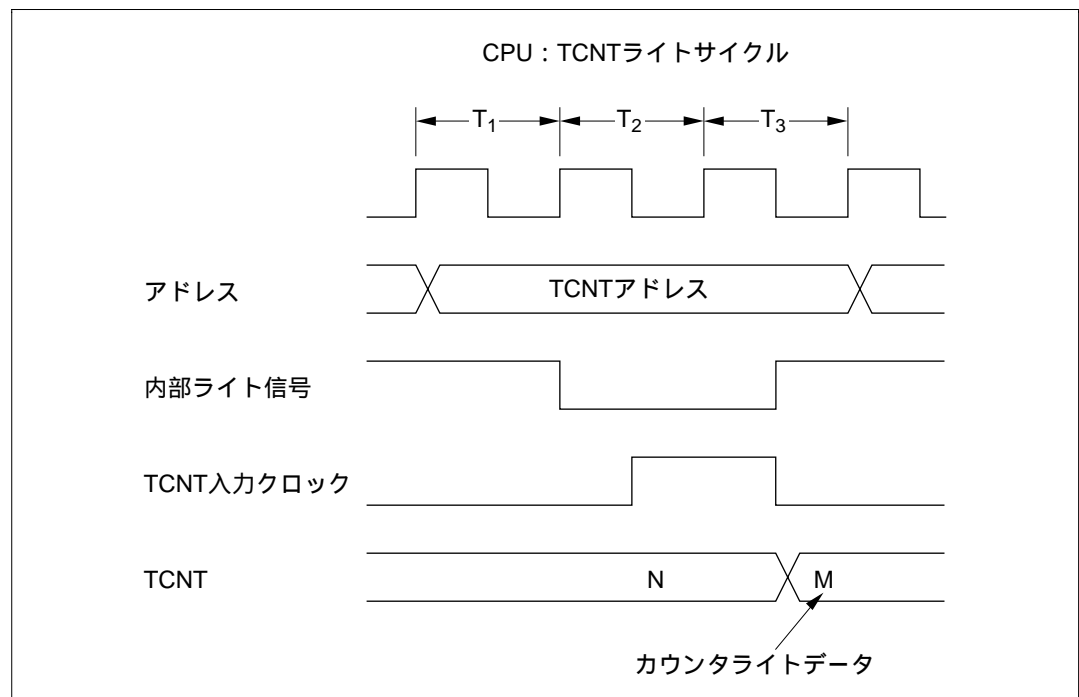 CPU：TCNTライトサイクル
T₁ T₂ T₃
アドレス
TCNTアドレス
内部ライト信号
TCNT入力クロック
TCNT
N
M
カウンタライトデータ